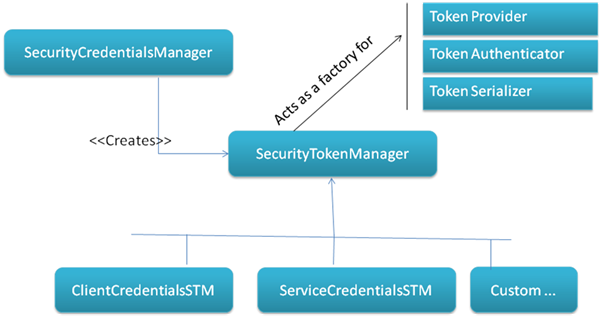 Token Provider
SecurityCredentialsManager
Token Authenticator
Acts as a factory for
Token Serializer
<<Creates>>
SecurityTokenManager
ClientCredentialsSTM
ServiceCredentialsSTM
Custom ...